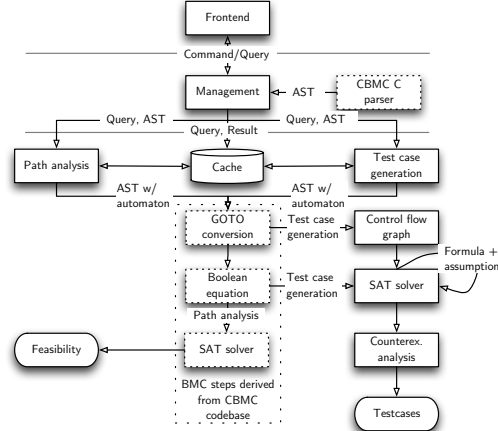 Frontend
Command/Query
Management
AST
CBMC C
parser
Query, AST
Query, AST
Query, Result
Path analysis
Cache
Test case
generation
AST w/
automaton
AST w/
automaton
GOTO
conversion
Test case
generation
Control flow
graph
Formula +
assumption
Boolean
equation
Test case
generation
SAT solver
Path analysis
Feasibility
SAT solver
Counterex.
analysis
BMC steps derived
from CBMC
codebase
Testcases